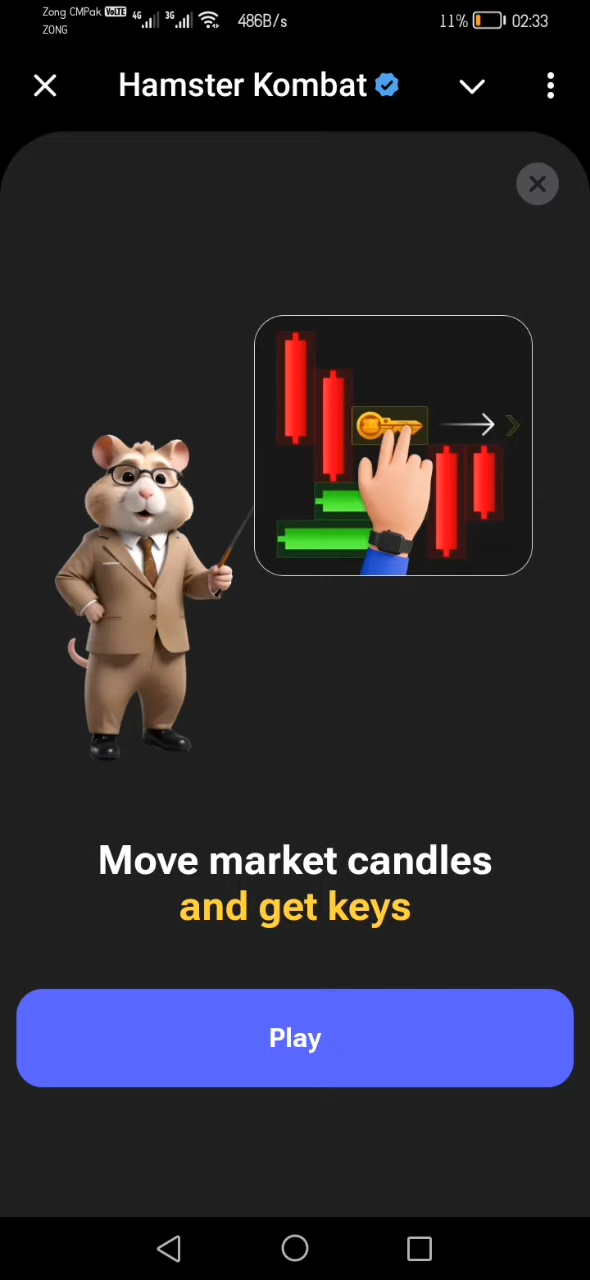 Zong CMPak VoLTE 4G 3G 486B/s 11% 02:33
ZONG
Hamster Kombat
Move market candles
and get keys
Play